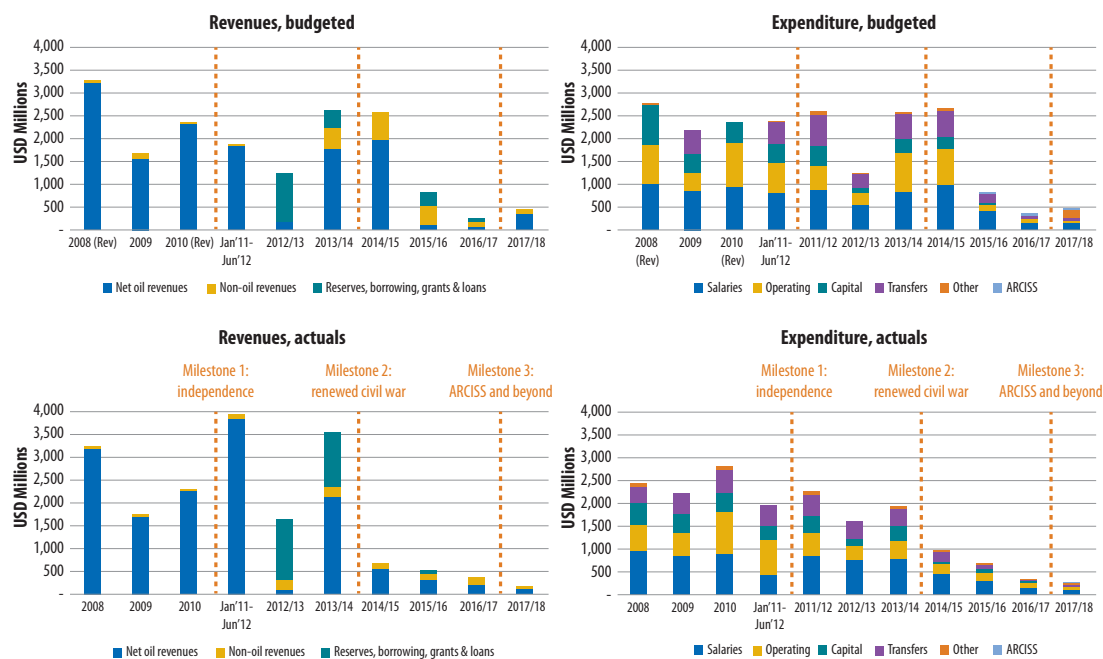 Revenues, budgeted
USD Millions
4,000
3,500
3,000
2,500
2,000
1,500
1,000
500
-
2008 (Rev) 2009 2010 (Rev) Jan'11- 2012/13 2013/14 2014/15 2015/16 2016/17 2017/18
Jun'12
Net oil revenues Non-oil revenues Reserves, borrowing, grants & loans
Expenditure, budgeted
USD Millions
4,000
3,500
3,000
2,500
2,000
1,500
1,000
500
-
2008 2009 2010 Jan'11- 2011/12 2012/13 2013/14 2014/15 2015/16 2016/17 2017/18
(Rev) (Rev) Jun'12
Salaries Operating Capital Transfers Other ARCISS
Revenues, actuals
Milestone 1: Milestone 2: Milestone 3:
independence renewed civil war ARCISS and beyond
USD Millions
4,000
3,500
3,000
2,500
2,000
1,500
1,000
500
-
2008 2009 2010 Jan'11- 2012/13 2013/14 2014/15 2015/16 2016/17 2017/18
Jun'12
Net oil revenues Non-oil revenues Reserves, borrowing, grants & loans
Expenditure, actuals
Milestone 1: Milestone 2: Milestone 3:
independence renewed civil war ARCISS and beyond
USD Millions
4,000
3,500
3,000
2,500
2,000
1,500
1,000
500
-
2008 2009 2010 Jan'11- 2011/12 2012/13 2013/14 2014/15 2015/16 2016/17 2017/18
Jun'12
Salaries Operating Capital Transfers Other ARCISS